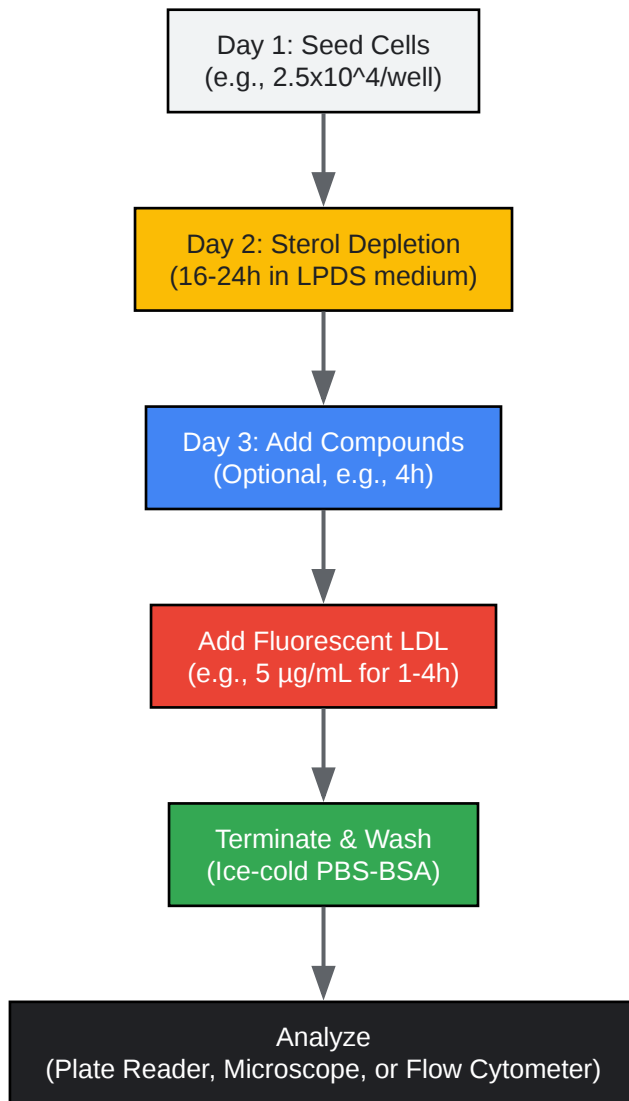 Day 1: Seed Cells
(e.g., 2.5x10^4/well)
Day 2: Sterol Depletion
(16-24h in LPDS medium)
Day 3: Add Compounds
(Optional, e.g., 4h)
Add Fluorescent LDL
(e.g., 5 µg/mL for 1-4h)
Terminate & Wash
(Ice-cold PBS-BSA)
Analyze
(Plate Reader, Microscope, or Flow Cytometer)